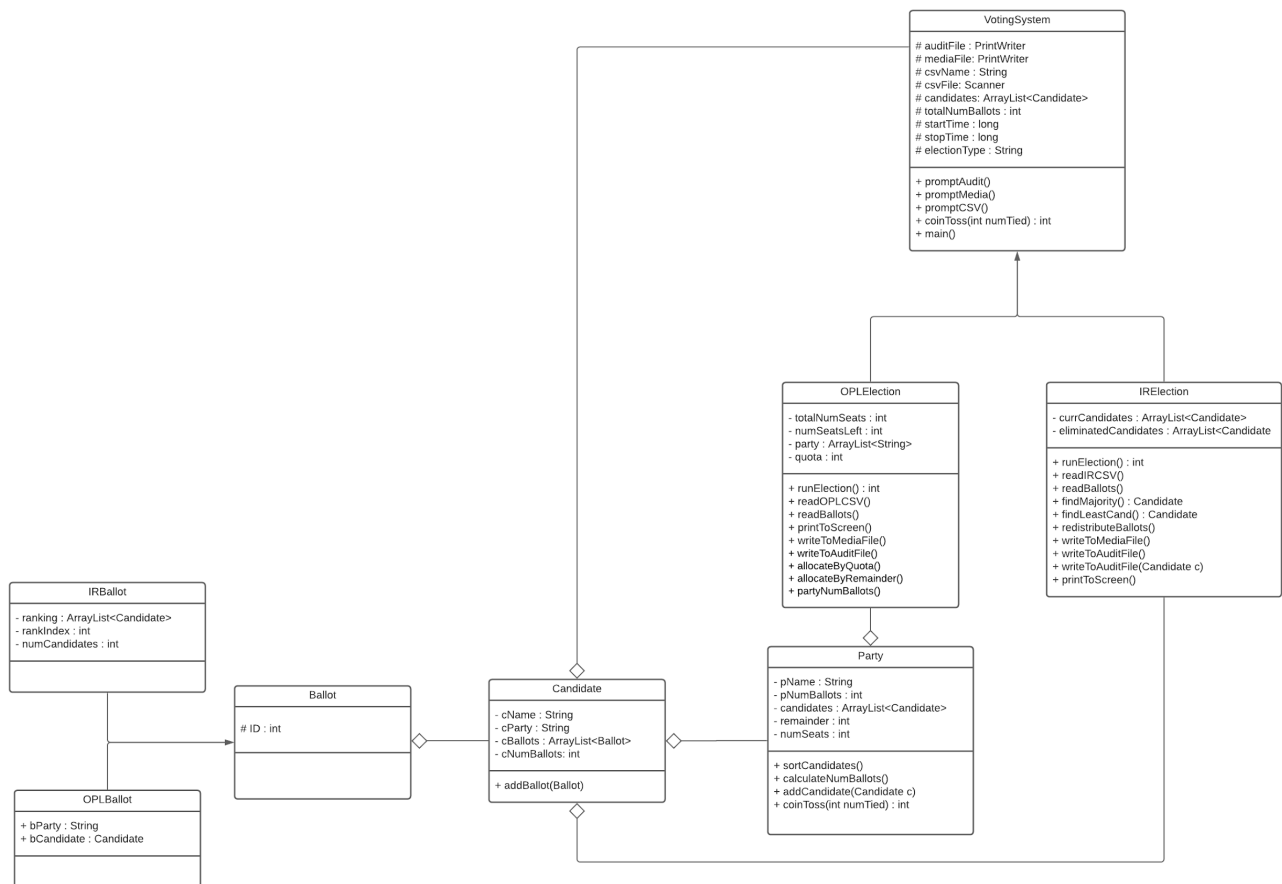 VotingSystem
# auditFile : PrintWriter
# mediaFile: PrintWriter
# csvName : String
# csvFile: Scanner
# candidates: ArrayList<Candidate>
# totalNumBallots : int
# startTime : long
# stopTime : long
# electionType : String
+ promptAudit()
+ promptMedia()
+ promptCSV()
+ coinToss(int numTied) : int
+ main()
OPLElection
- totalNumSeats : int
- numSeatsLeft : int
- party : ArrayList<String>
- quota : int
+ runElection() : int
+ readOPLCSV()
+ readBallots()
+ printToScreen()
+ writeToMediaFile()
+ writeToAuditFile()
+ allocateByQuota()
+ allocateByRemainder()
+ partyNumBallots()
IRElection
- currCandidates : ArrayList<Candidate>
- eliminatedCandidates : ArrayList<Candidate
+ runElection() : int
+ readIRCSV()
+ readBallots()
+ findMajority() : Candidate
+ findLeastCand() : Candidate
+ redistributeBallots()
+ writeToMediaFile()
+ writeToAuditFile()
+ writeToAuditFile(Candidate c)
+ printToScreen()
IRBallot
- ranking : ArrayList<Candidate>
- rankIndex : int
- numCandidates : int
Ballot
# ID : int
Candidate
- cName : String
- cParty : String
- cBallots : ArrayList<Ballot>
- cNumBallots: int
+ addBallot(Ballot)
Party
- pName : String
- pNumBallots : int
- candidates : ArrayList<Candidate>
- remainder : int
- numSeats : int
+ sortCandidates()
+ calculateNumBallots()
+ addCandidate(Candidate c)
+ coinToss(int numTied) : int
OPLBallot
+ bParty : String
+ bCandidate : Candidate